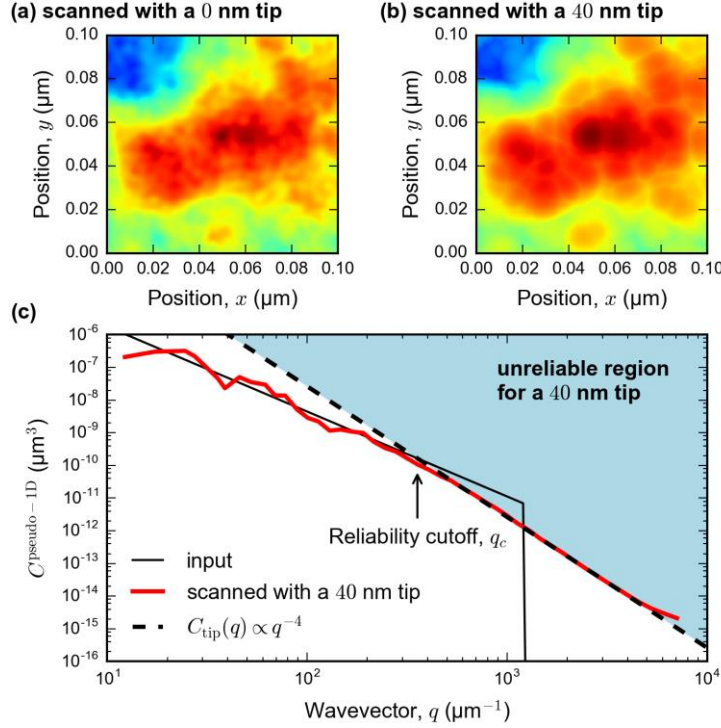 (a) scanned with a 0 nm tip
(b) scanned with a 40 nm tip
0.10
0.08
0.06
0.04
0.02
0.00
Position, y (μm)
0.00 0.02 0.04 0.06 0.08 0.10
Position, x (μm)
0.10
0.08
0.06
0.04
0.02
0.00
Position, y (μm)
0.00 0.02 0.04 0.06 0.08 0.10
Position, x (μm)
(c)
10⁻⁶
10⁻⁷
10⁻⁸
10⁻⁹
10⁻¹⁰
10⁻¹¹
10⁻¹²
10⁻¹³
10⁻¹⁴
10⁻¹⁵
10⁻¹⁶
C^pseudo−1D (μm³)
unreliable region
for a 40 nm tip
Reliability cutoff, q_c
input
scanned with a 40 nm tip
C_tip(q) ∝ q⁻⁴
10¹ 10² 10³ 10⁴
Wavevector, q (μm⁻¹)